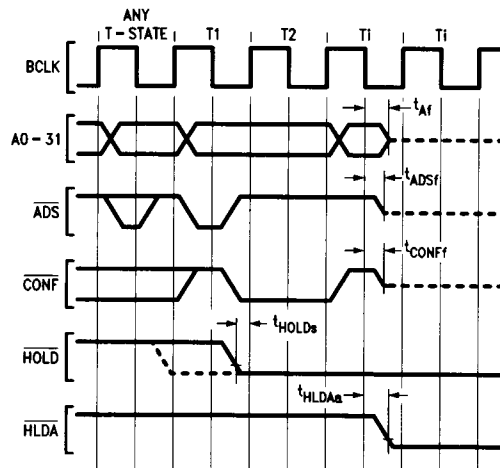 ANY
T-STATE T1 T2 Ti Ti
BCLK
tAf
A0-31
tADSf
ADS
tCONFf
CONF
tHOLDs
HOLD
tHLDAa
HLDA